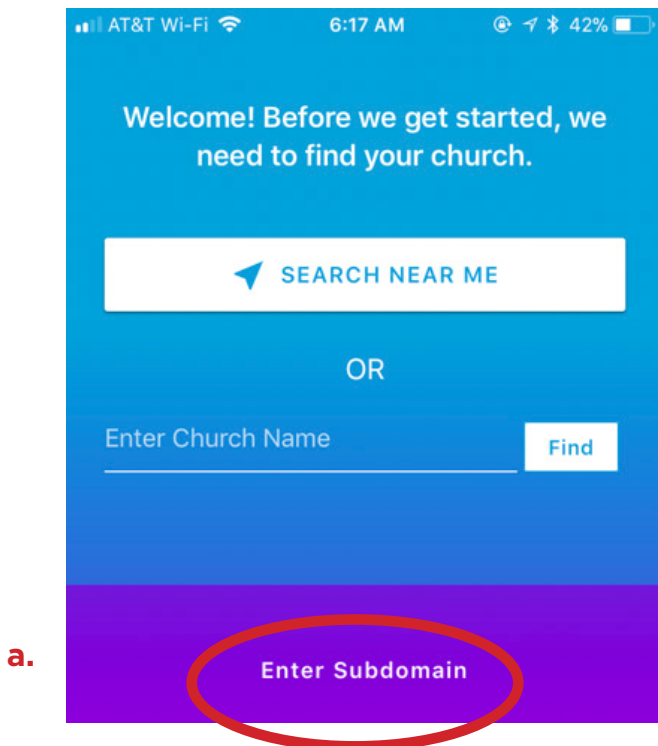 AT&T Wi-Fi 6:17 AM 42%
Welcome! Before we get started, we
need to find your church.
SEARCH NEAR ME
OR
Enter Church Name Find
a. Enter Subdomain